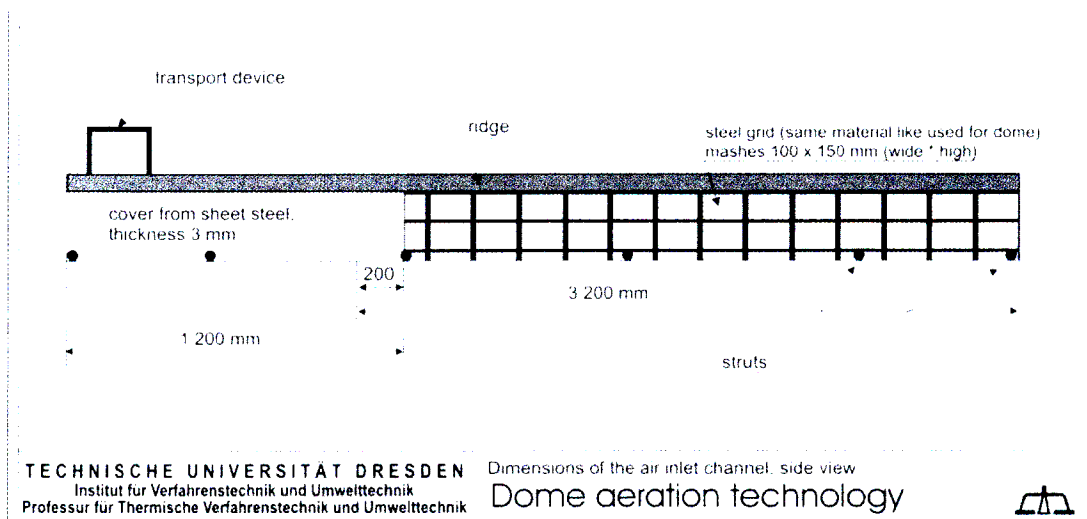 transport device
ridge
steel grid (same material like used for dome)
mashes 100 x 150 mm (wide * high)
cover from sheet steel,
thickness 3 mm
200
3 200 mm
1 200 mm
struts
TECHNISCHE UNIVERSITÄT DRESDEN
Institut für Verfahrenstechnik und Umwelttechnik
Professur für Thermische Verfahrenstechnik und Umwelttechnik
Dimensions of the air inlet channel, side view
Dome aeration technology